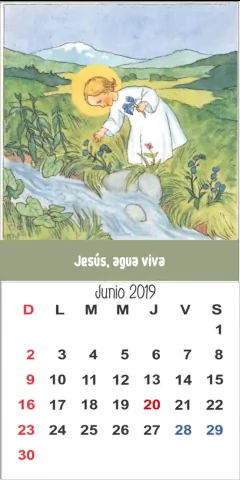 Jesús, agua viva
Junio 2019
D L M M J V S
1
2 3 4 5 6 7 8
9 10 11 12 13 14 15
16 17 18 19 20 21 22
23 24 25 26 27 28 29
30